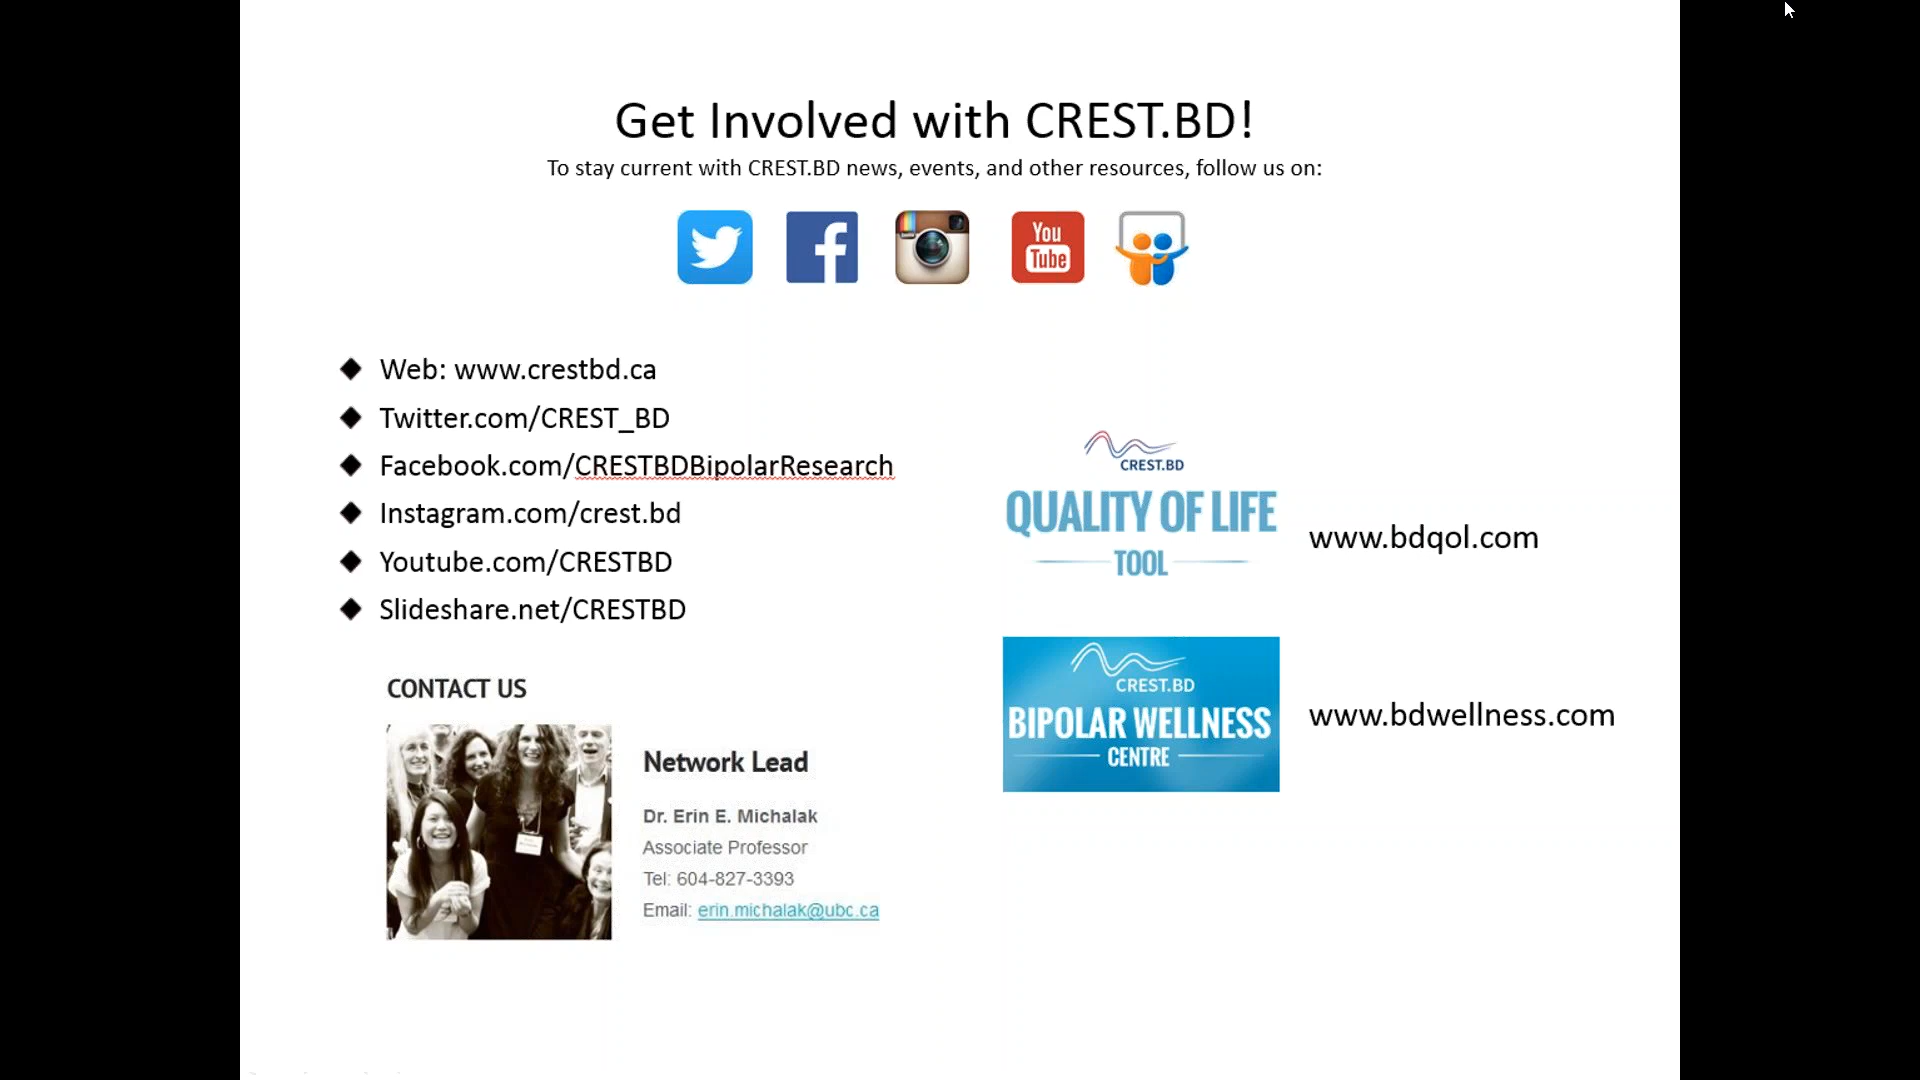 Get Involved with CREST.BD!
To stay current with CREST.BD news, events, and other resources, follow us on:
You
Tube
Web: www.crestbd.ca
Twitter.com/CREST_BD
Facebook.com/CRESTBDBipolarResearch
Instagram.com/crest.bd
Youtube.com/CRESTBD
Slideshare.net/CRESTBD
CREST.BD
QUALITY OF LIFE
TOOL
www.bdqol.com
CREST.BD
BIPOLAR WELLNESS
CENTRE
www.bdwellness.com
CONTACT US
Network Lead
Dr. Erin E. Michalak
Associate Professor
Tel: 604-827-3393
Email: erin.michalak@ubc.ca